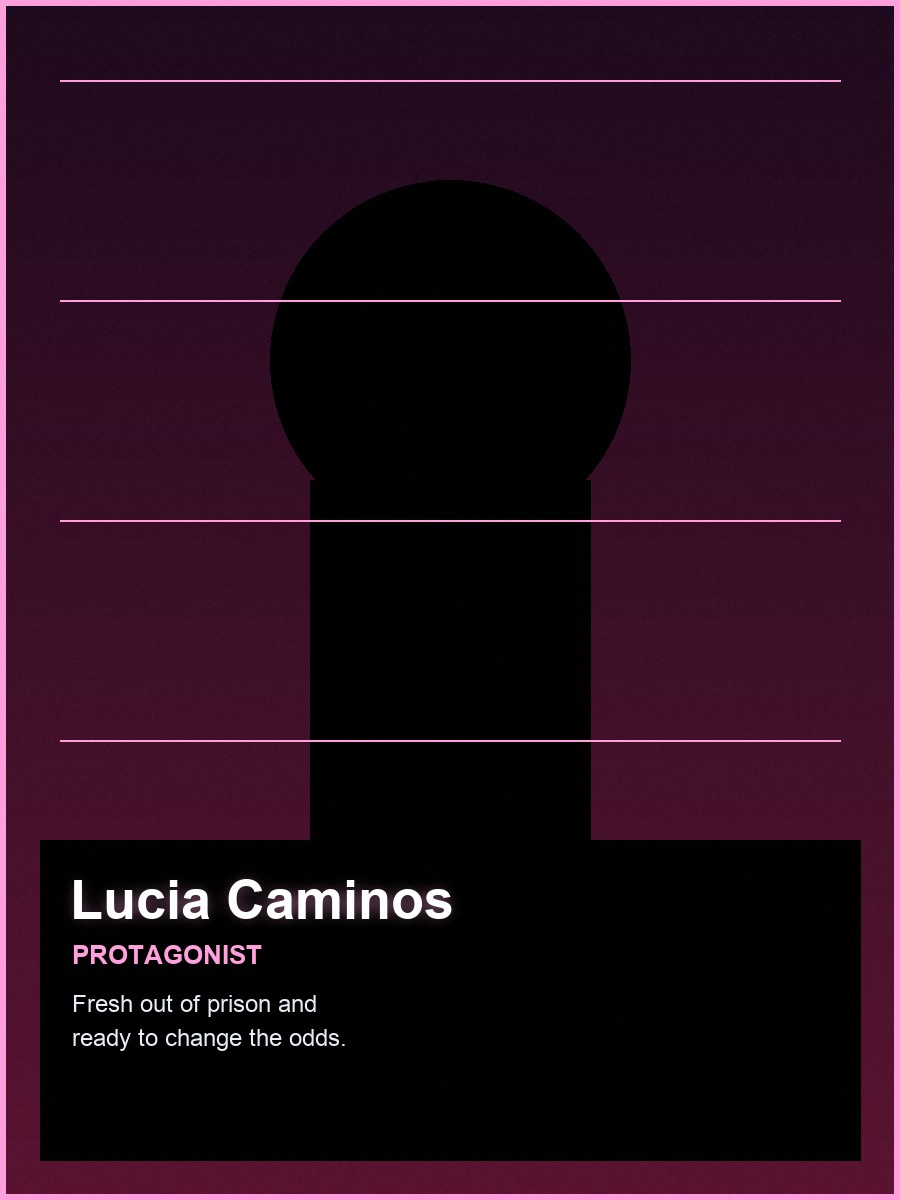 Lucia Caminos
PROTAGONIST
Fresh out of prison and
ready to change the odds.